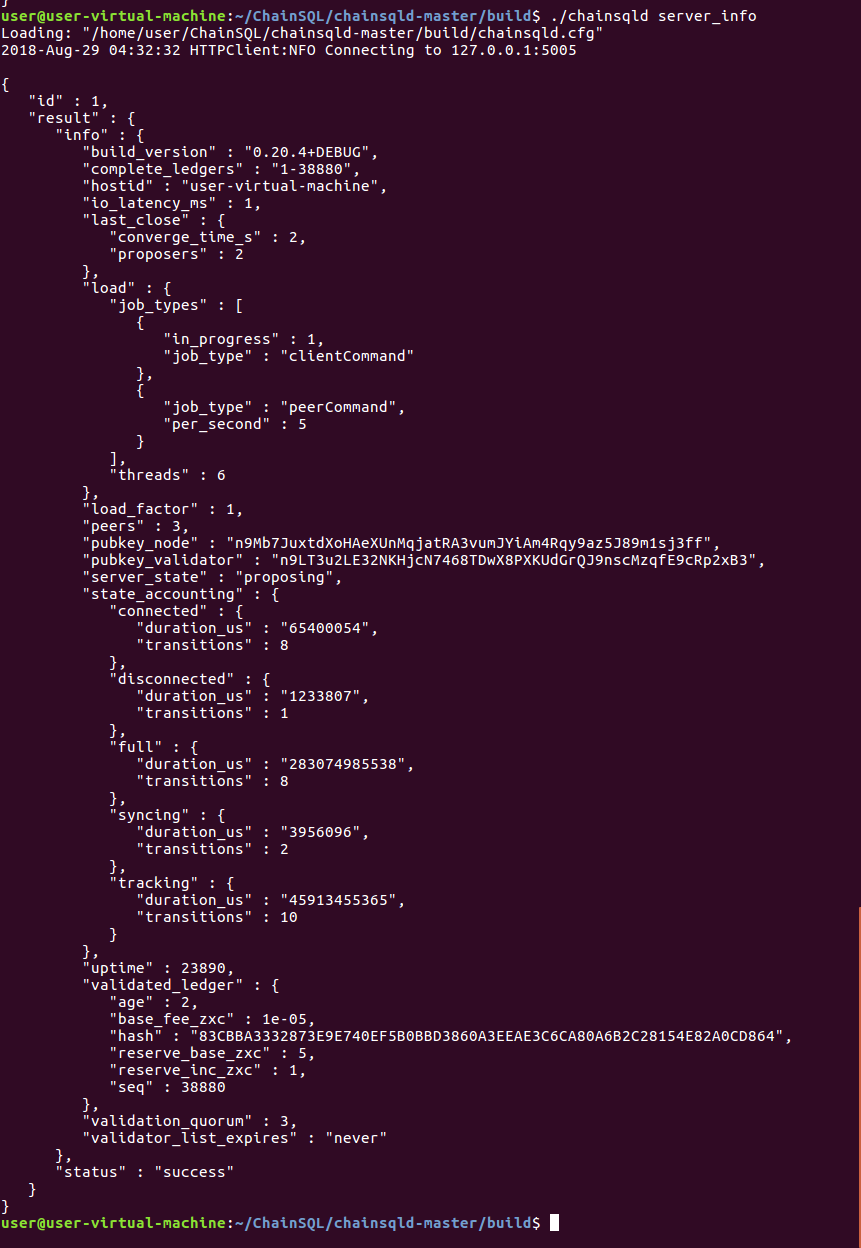 }
user@user-virtual-machine:~/ChainSQL/chainsqld-master/build$ ./chainsqld server_info
Loading: "/home/user/ChainSQL/chainsqld-master/build/chainsqld.cfg"
2018-Aug-29 04:32:32 HTTPClient:NFO Connecting to 127.0.0.1:5005

{
   "id" : 1,
   "result" : {
      "info" : {
         "build_version" : "0.20.4+DEBUG",
         "complete_ledgers" : "1-38880",
         "hostid" : "user-virtual-machine",
         "io_latency_ms" : 1,
         "last_close" : {
            "converge_time_s" : 2,
            "proposers" : 2
         },
         "load" : {
            "job_types" : [
               {
                  "in_progress" : 1,
                  "job_type" : "clientCommand"
               },
               {
                  "job_type" : "peerCommand",
                  "per_second" : 5
               }
            ],
            "threads" : 6
         },
         "load_factor" : 1,
         "peers" : 3,
         "pubkey_node" : "n9Mb7JuxtdXoHAeXUnMqjatRA3vumJYiAm4Rqy9az5J89m1sj3ff",
         "pubkey_validator" : "n9LT3u2LE32NKHjcN7468TDwX8PXKUdGrQJ9nscMzqfE9cRp2xB3",
         "server_state" : "proposing",
         "state_accounting" : {
            "connected" : {
               "duration_us" : "65400054",
               "transitions" : 8
            },
            "disconnected" : {
               "duration_us" : "1233807",
               "transitions" : 1
            },
            "full" : {
               "duration_us" : "283074985538",
               "transitions" : 8
            },
            "syncing" : {
               "duration_us" : "3956096",
               "transitions" : 2
            },
            "tracking" : {
               "duration_us" : "45913455365",
               "transitions" : 10
            }
         },
         "uptime" : 23890,
         "validated_ledger" : {
            "age" : 2,
            "base_fee_zxc" : 1e-05,
            "hash" : "83CBBA3332873E9E740EF5B0BBD3860A3EEAE3C6CA80A6B2C28154E82A0CD864",
            "reserve_base_zxc" : 5,
            "reserve_inc_zxc" : 1,
            "seq" : 38880
         },
         "validation_quorum" : 3,
         "validator_list_expires" : "never"
      },
      "status" : "success"
   }
}
user@user-virtual-machine:~/ChainSQL/chainsqld-master/build$